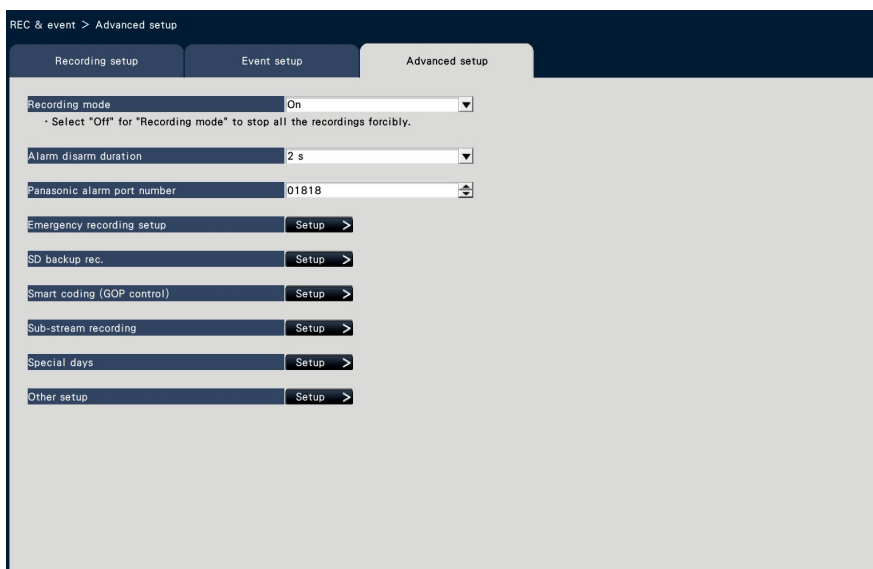 REC & event > Advanced setup
Recording setup Event setup Advanced setup
Recording mode On
・Select "Off" for "Recording mode" to stop all the recordings forcibly.
Alarm disarm duration 2 s
Panasonic alarm port number 01818
Emergency recording setup Setup >
SD backup rec. Setup >
Smart coding (GOP control) Setup >
Sub-stream recording Setup >
Special days Setup >
Other setup Setup >